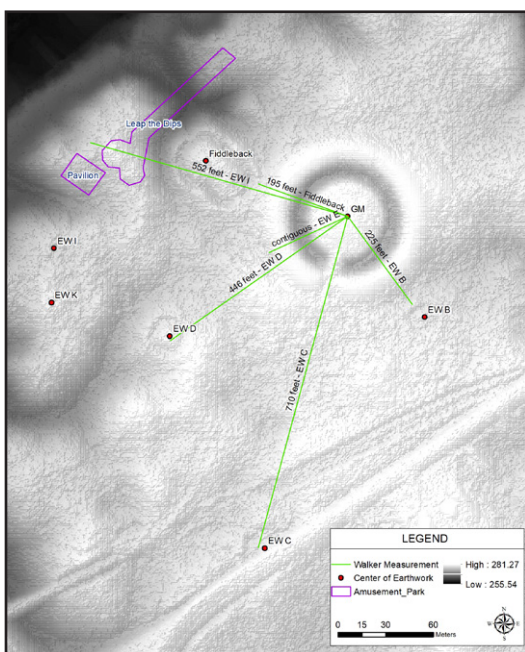 Leap the Dips
Pavilion
Fiddleback
552 feet - EW I
195 feet - Fiddleback
GM
contiguous - EW E
225 feet - EW B
446 feet - EW D
EW I
EW K
EW B
EW D
710 feet - EW C
EW C
LEGEND
Walker Measurement
Center of Earthwork
Amusement_Park
High : 281.27
Low : 255.54
N
W E
S
0 15 30 60
Meters